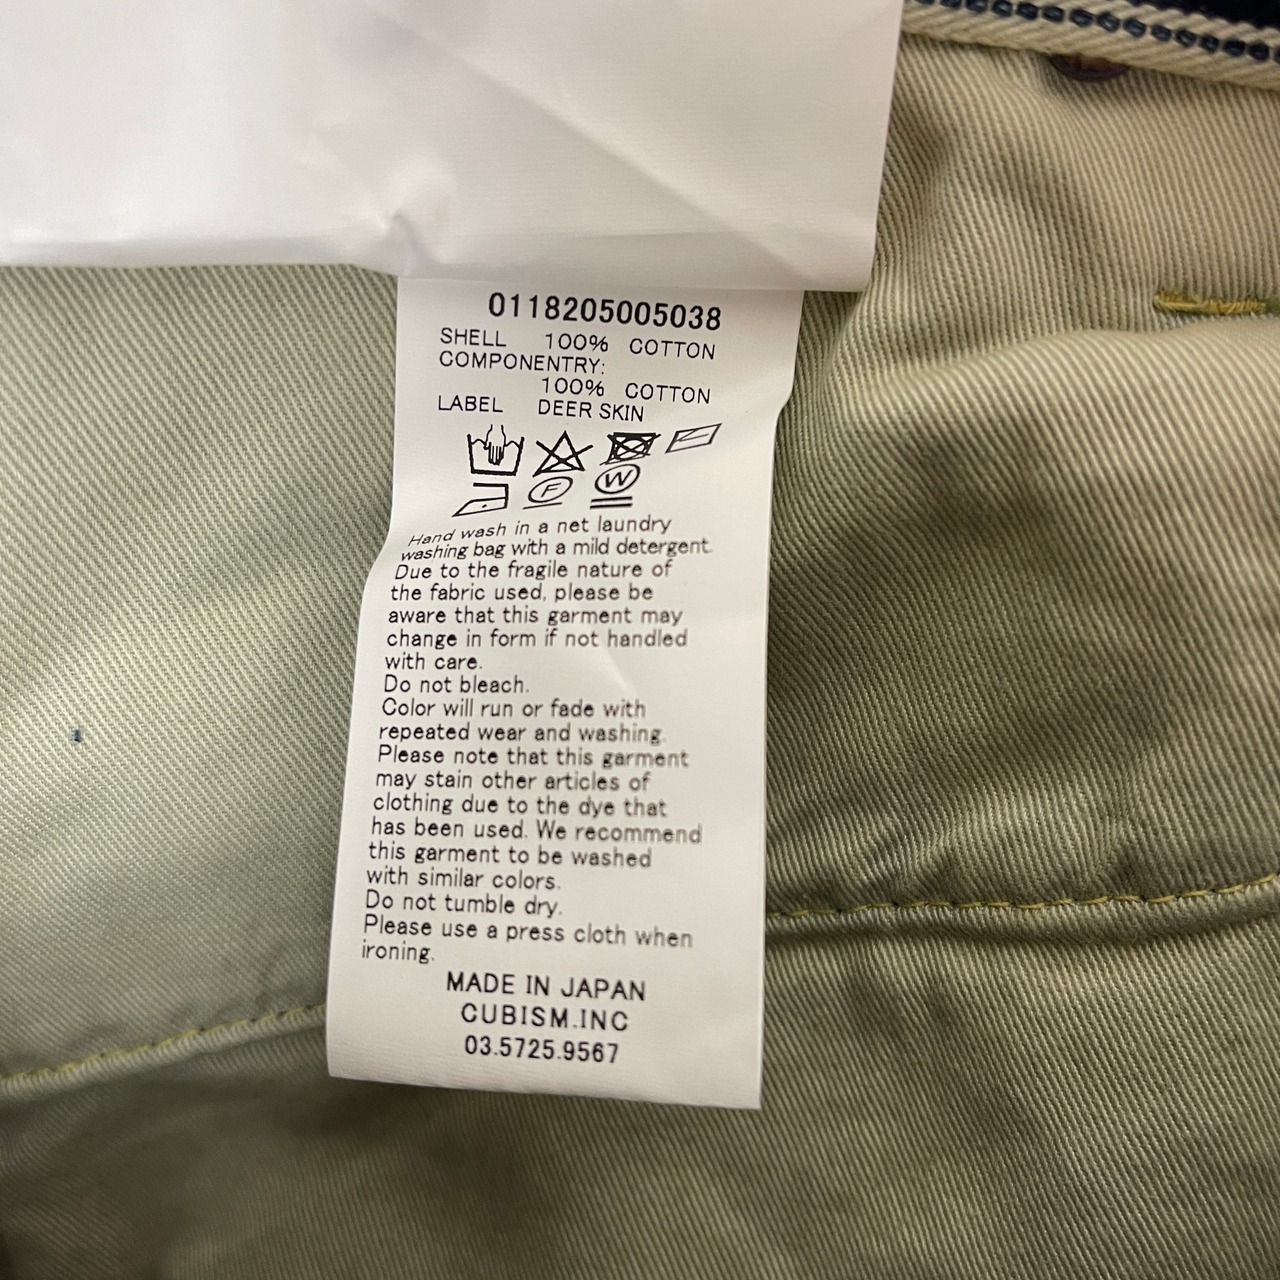 0118205005038
SHELL 100% COTTON
COMPONENTRY:
100% COTTON
LABEL DEER SKIN
F W
Hand wash in a net laundry
washing bag with a mild detergent.
Due to the fragile nature of
the fabric used, please be
aware that this garment may
change in form if not handled
with care.
Do not bleach.
Color will run or fade with
repeated wear and washing.
Please note that this garment
may stain other articles of
clothing due to the dye that
has been used. We recommend
this garment to be washed
with similar colors.
Do not tumble dry.
Please use a press cloth when
ironing.
MADE IN JAPAN
CUBISM.INC
03.5725.9567